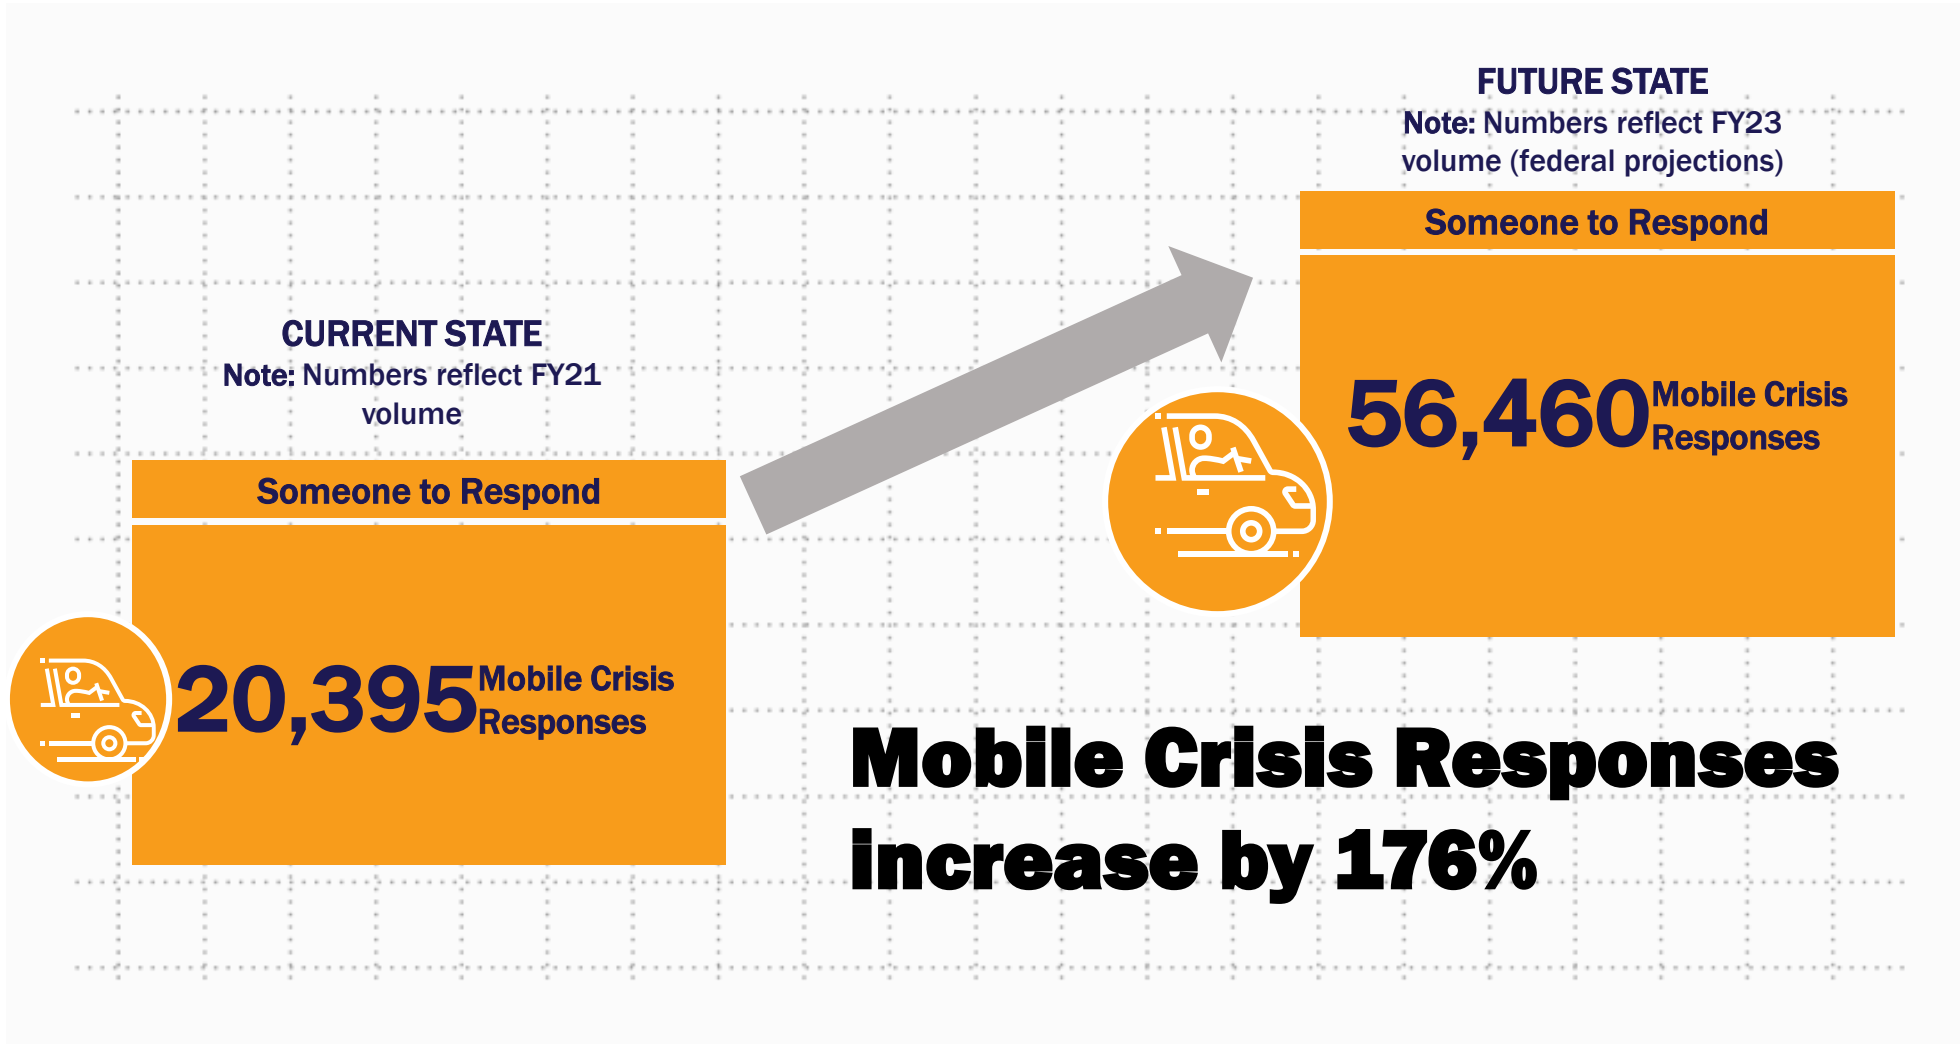 CURRENT STATE
Note: Numbers reflect FY21
volume
Someone to Respond
20,395 Mobile Crisis
Responses
FUTURE STATE
Note: Numbers reflect FY23
volume (federal projections)
Someone to Respond
56,460 Mobile Crisis
Responses
Mobile Crisis Responses
increase by 176%